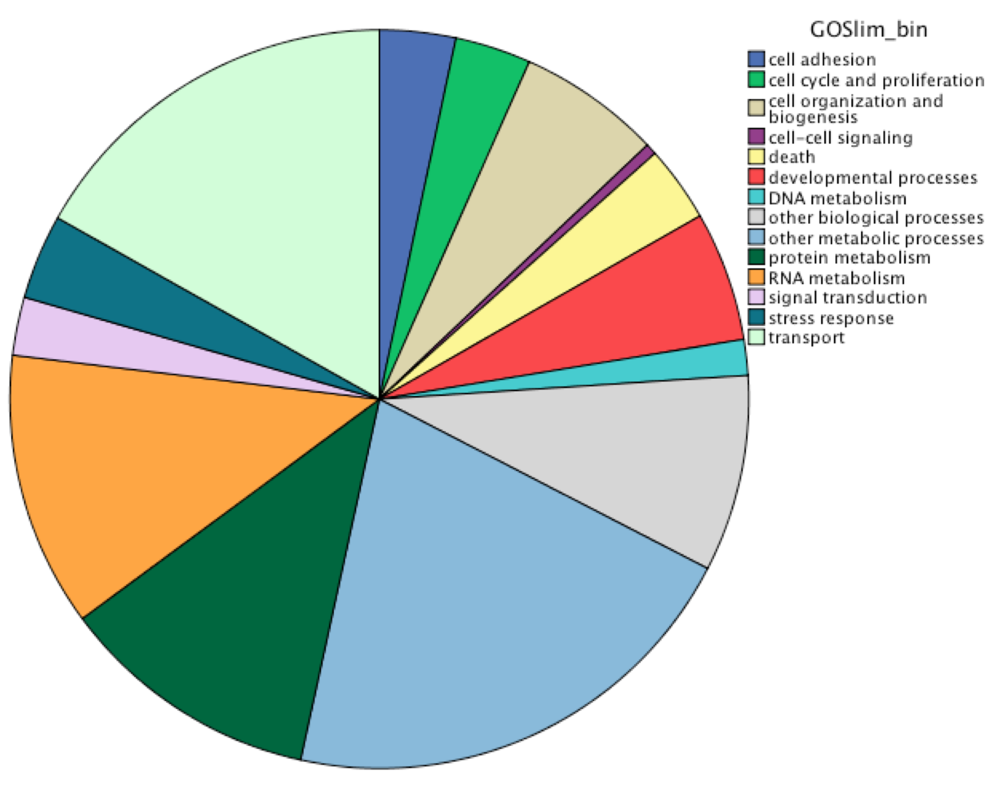 GOSlim_bin
cell adhesion
cell cycle and proliferation
cell organization and
biogenesis
cell-cell signaling
death
developmental processes
DNA metabolism
other biological processes
other metabolic processes
protein metabolism
RNA metabolism
signal transduction
stress response
transport